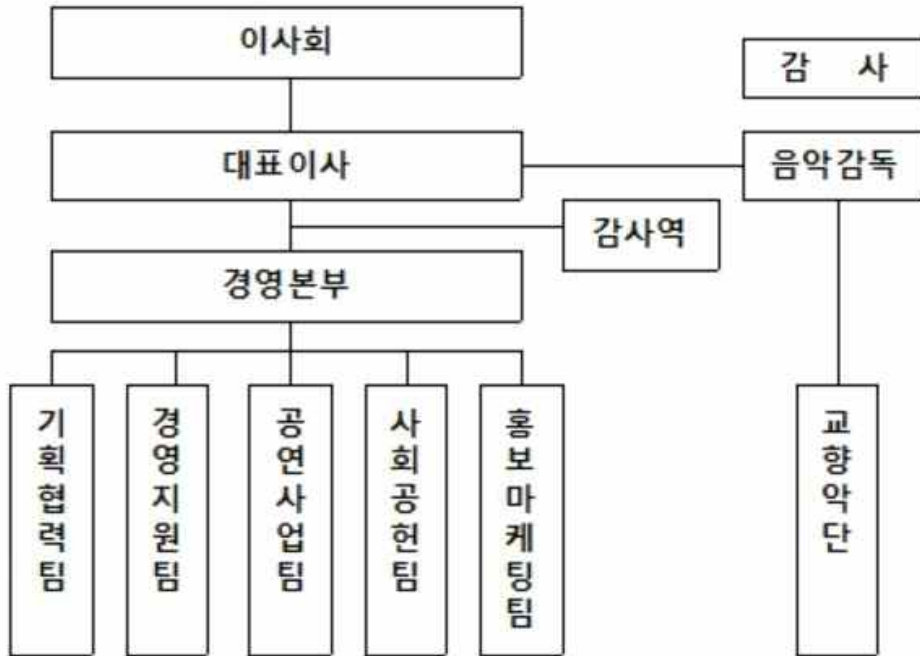 이사회
감 사
대표이사
음악감독
감사역
경영본부
기획협력팀
경영지원팀
공연사업팀
사회공헌팀
홍보마케팅팀
교향악단